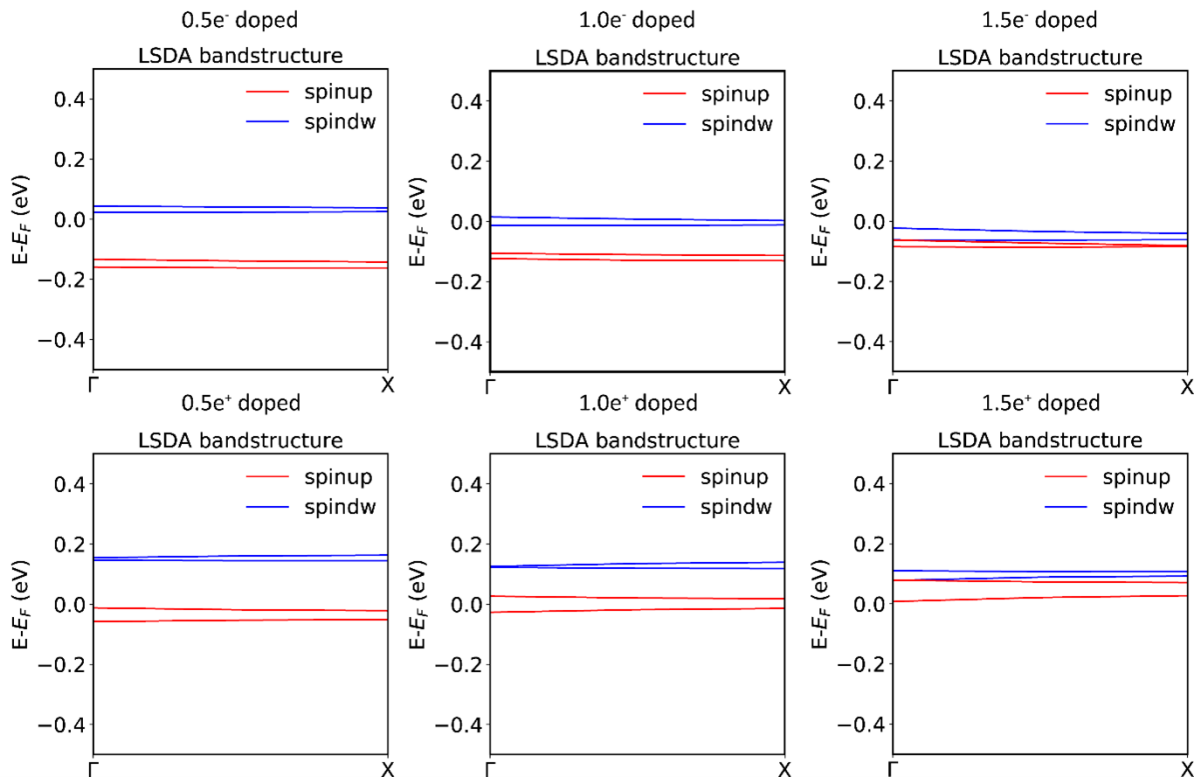 0.5e⁻ doped
LSDA bandstructure
spinup
spindw
E-E_F (eV)
0.4
0.2
0.0
−0.2
−0.4
Γ X
1.0e⁻ doped
LSDA bandstructure
spinup
spindw
E-E_F (eV)
0.4
0.2
0.0
−0.2
−0.4
Γ X
1.5e⁻ doped
LSDA bandstructure
spinup
spindw
E-E_F (eV)
0.4
0.2
0.0
−0.2
−0.4
Γ X
0.5e⁺ doped
LSDA bandstructure
spinup
spindw
E-E_F (eV)
0.4
0.2
0.0
−0.2
−0.4
Γ X
1.0e⁺ doped
LSDA bandstructure
spinup
spindw
E-E_F (eV)
0.4
0.2
0.0
−0.2
−0.4
Γ X
1.5e⁺ doped
LSDA bandstructure
spinup
spindw
E-E_F (eV)
0.4
0.2
0.0
−0.2
−0.4
Γ X